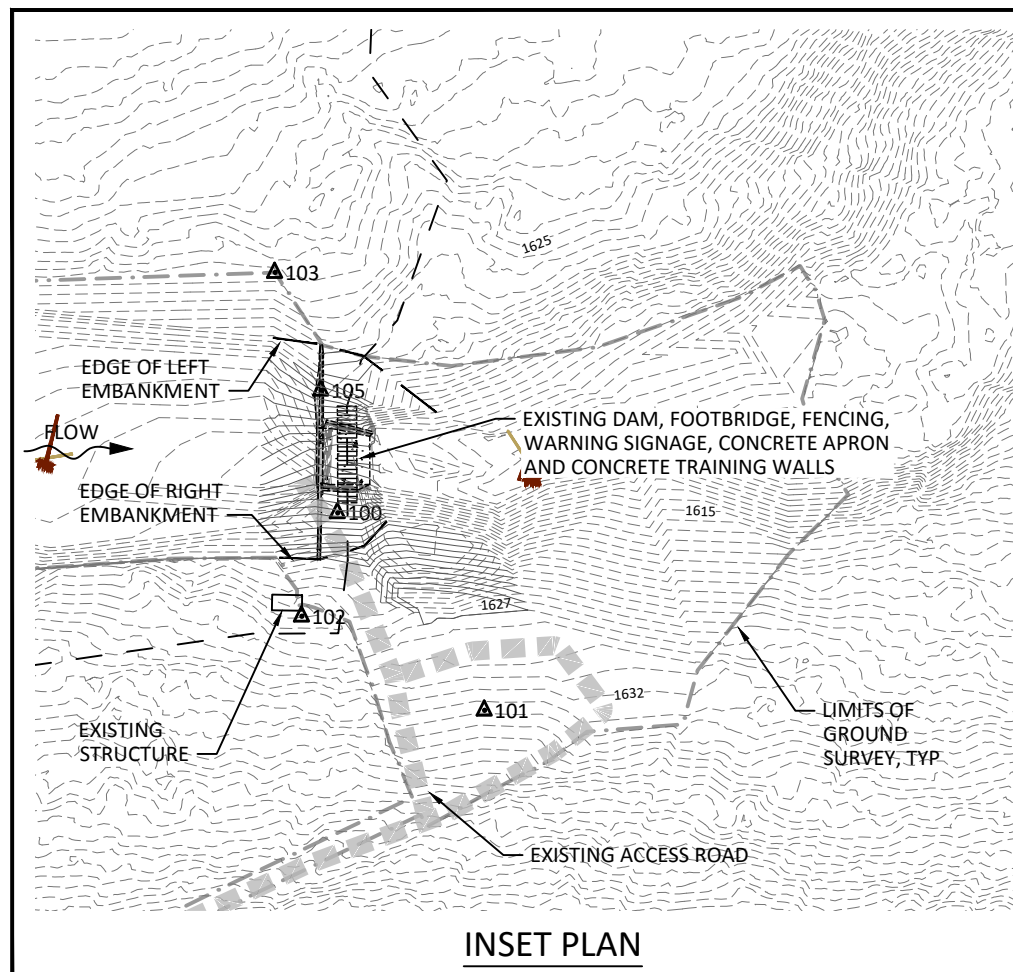 1625
103
EDGE OF LEFT
EMBANKMENT
105
EXISTING DAM, FOOTBRIDGE, FENCING,
WARNING SIGNAGE, CONCRETE APRON
AND CONCRETE TRAINING WALLS
FLOW
EDGE OF RIGHT
EMBANKMENT
100
1615
1627
102
1632
101
EXISTING
STRUCTURE
LIMITS OF
GROUND
SURVEY, TYP
EXISTING ACCESS ROAD
INSET PLAN